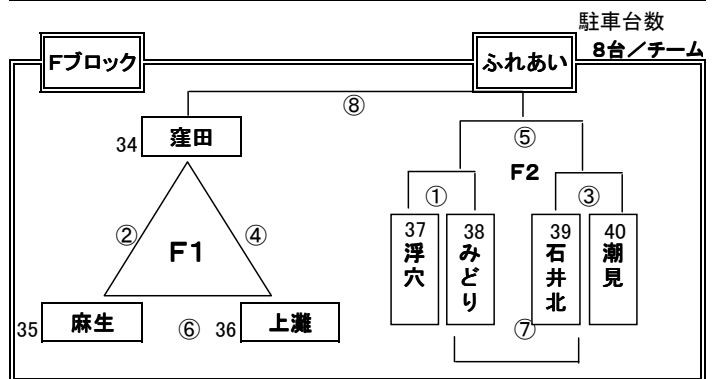 駐車台数
8台／チーム
Fブロック
ふれあい
⑧
34 窪田
⑤
F2
② F1 ④
① ③
37 浮穴
38 みどり
39 石井北
40 潮見
35 麻生
⑥
36 上灘
⑦